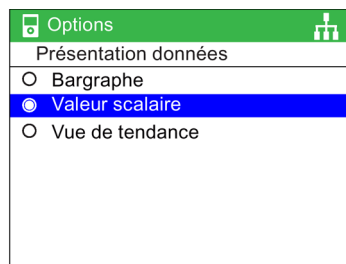 Options
Présentation données
Bargraphe
Valeur scalaire
Vue de tendance